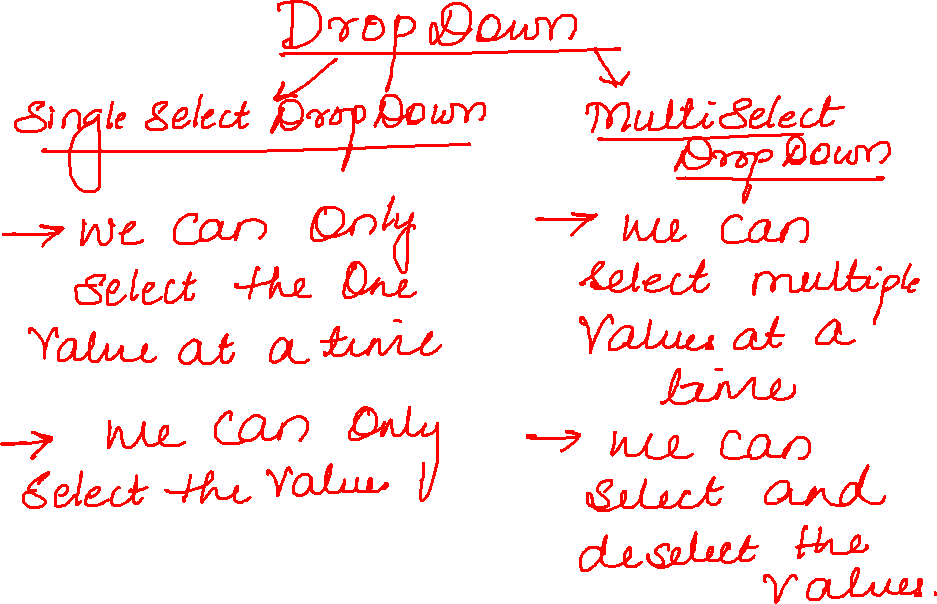 DropDown
Single Select DropDown
→ We can Only
Select the One
Value at a time
→ We can Only
Select the Values
MultiSelect
DropDown
→ We can
Select multiple
Values at a
time
→ We can
Select and
deselect the
Values.